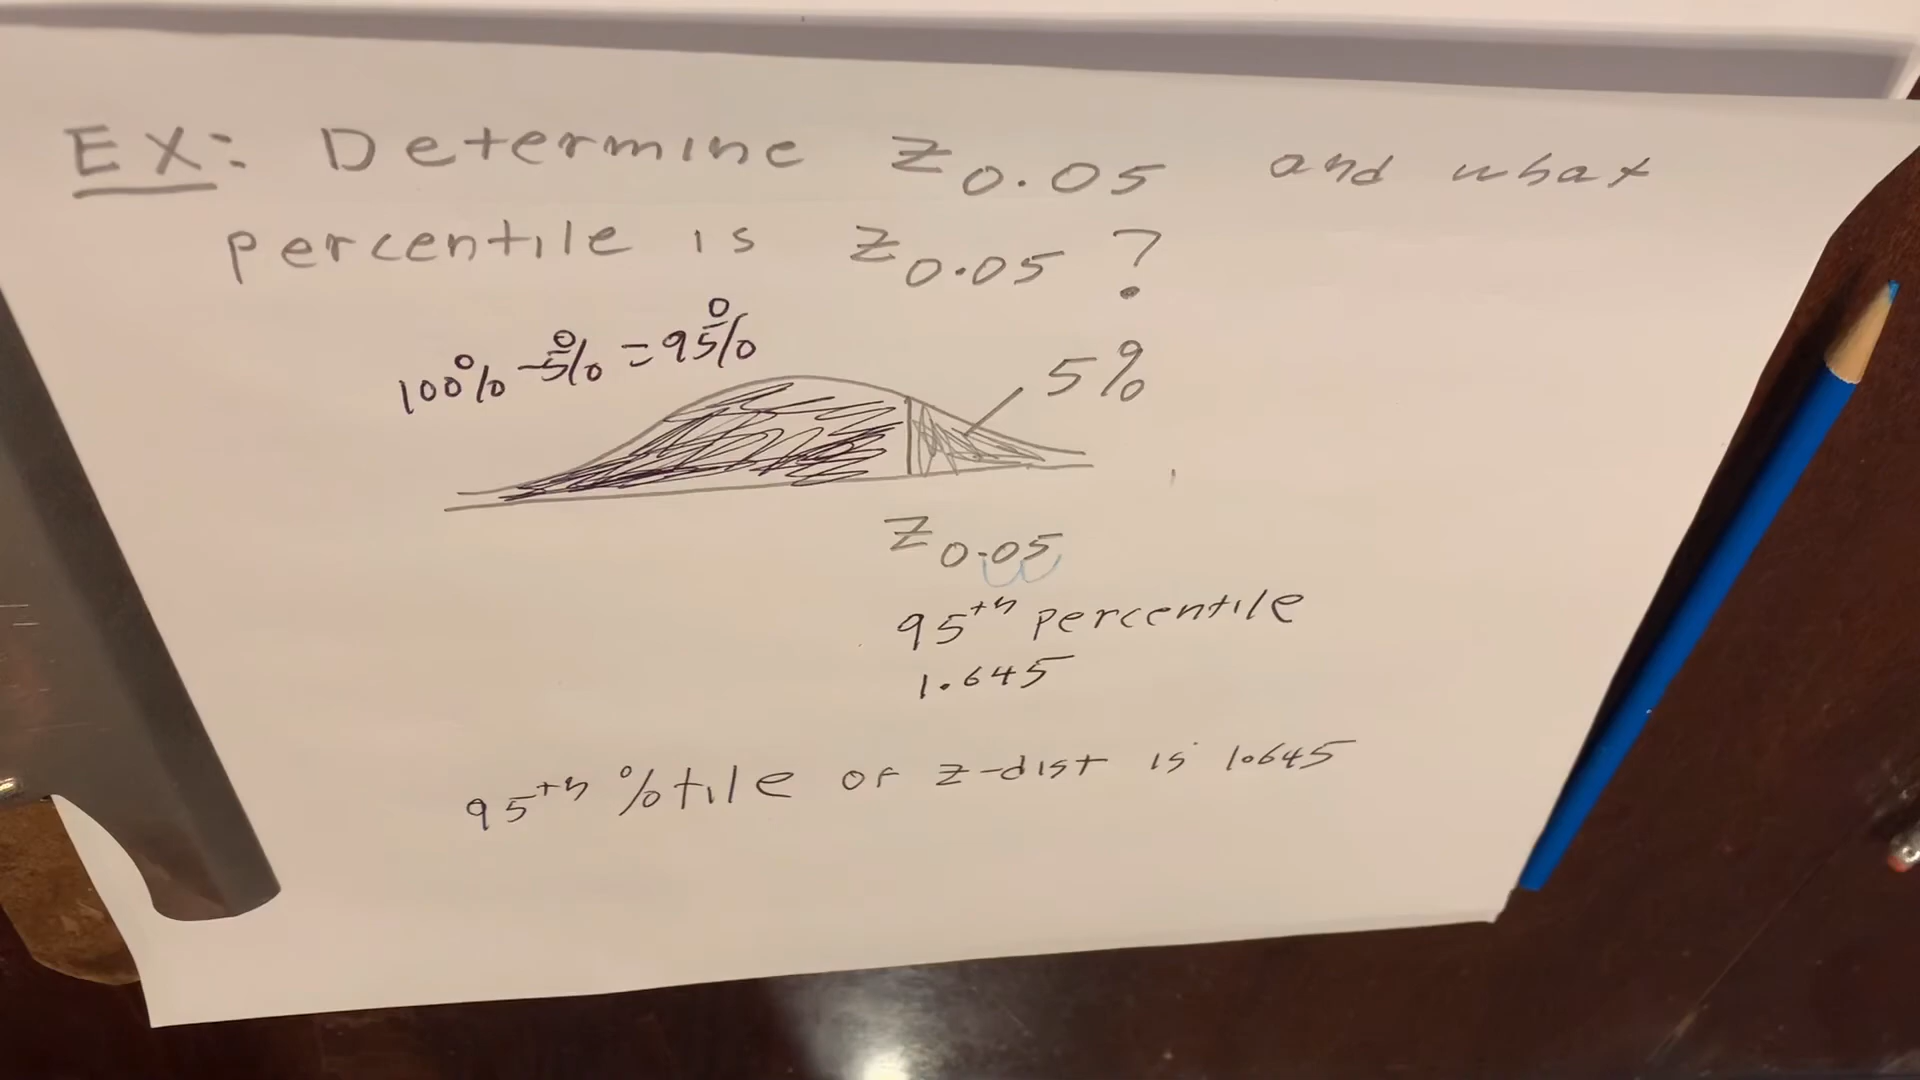 EX: Determine z0.05 and what
percentile is z0.05 ?
100% - 5% = 95%
5%
z0.05
95th percentile
1.645
95th %tile of z-dist is 1.645